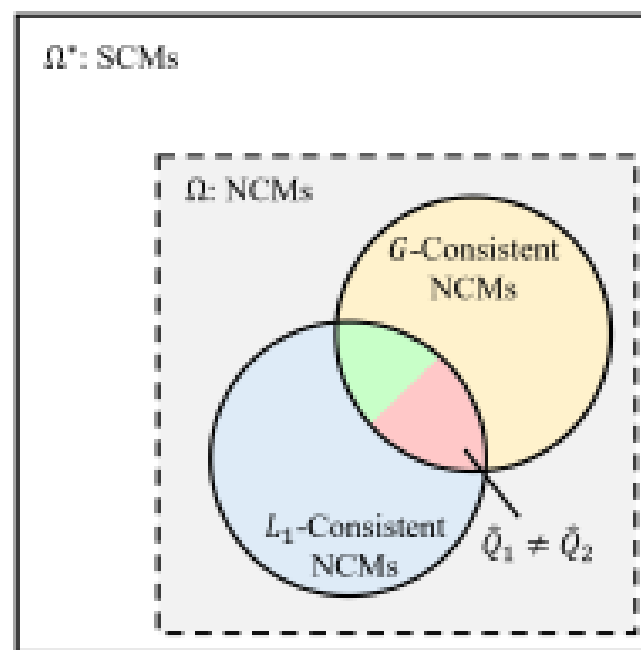 Ω*: SCMs
Ω: NCMs
G-Consistent
NCMs
L₁-Consistent
NCMs
Q̂₁ ≠ Q̂₂